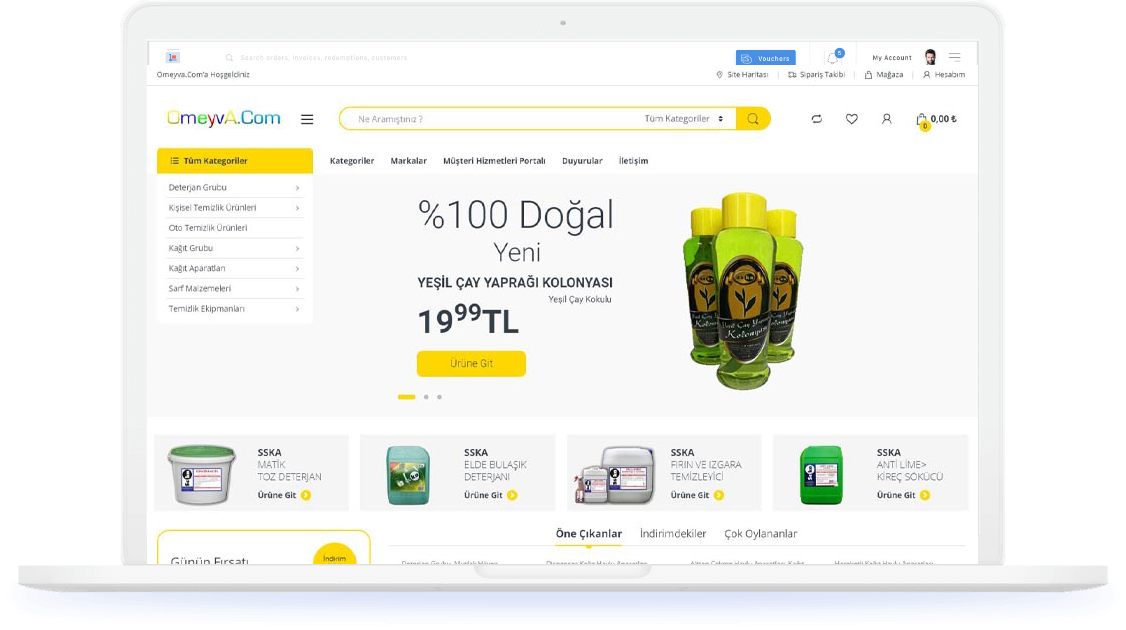 Search orders, invoices, redemations, customers
Vouchers
5
My Account
Omeyva.Com'a Hoşgeldiniz
Site Haritası
Sipariş Takibi
Mağaza
Hesabım
OmeyvA.Com
Ne Aramıştınız ?
Tüm Kategoriler
0
0,00 ₺
Tüm Kategoriler
Kategoriler
Markalar
Müşteri Hizmetleri Portalı
Duyurular
İletişim
Deterjan Grubu
Kişisel Temizlik Ürünleri
Oto Temizlik Ürünleri
Kağıt Grubu
Kağıt Aparatları
Sarf Malzemeleri
Temizlik Ekipmanları
%100 Doğal
Yeni
YEŞİL ÇAY YAPRAĞI KOLONYASI
Yeşil Çay Kokulu
19⁹⁹TL
Ürüne Git
SSKA
MATİK
TOZ DETERJAN
Ürüne Git
SSKA
ELDE BULAŞIK
DETERJANI
Ürüne Git
SSKA
FIRIN VE IZGARA
TEMİZLEYİCİ
Ürüne Git
SSKA
ANTİ LİME>
KİREÇ SÖKÜCÜ
Ürüne Git
Günün Fırsatı
İndirim
Öne Çıkanlar
İndirimdekiler
Çok Oylananlar